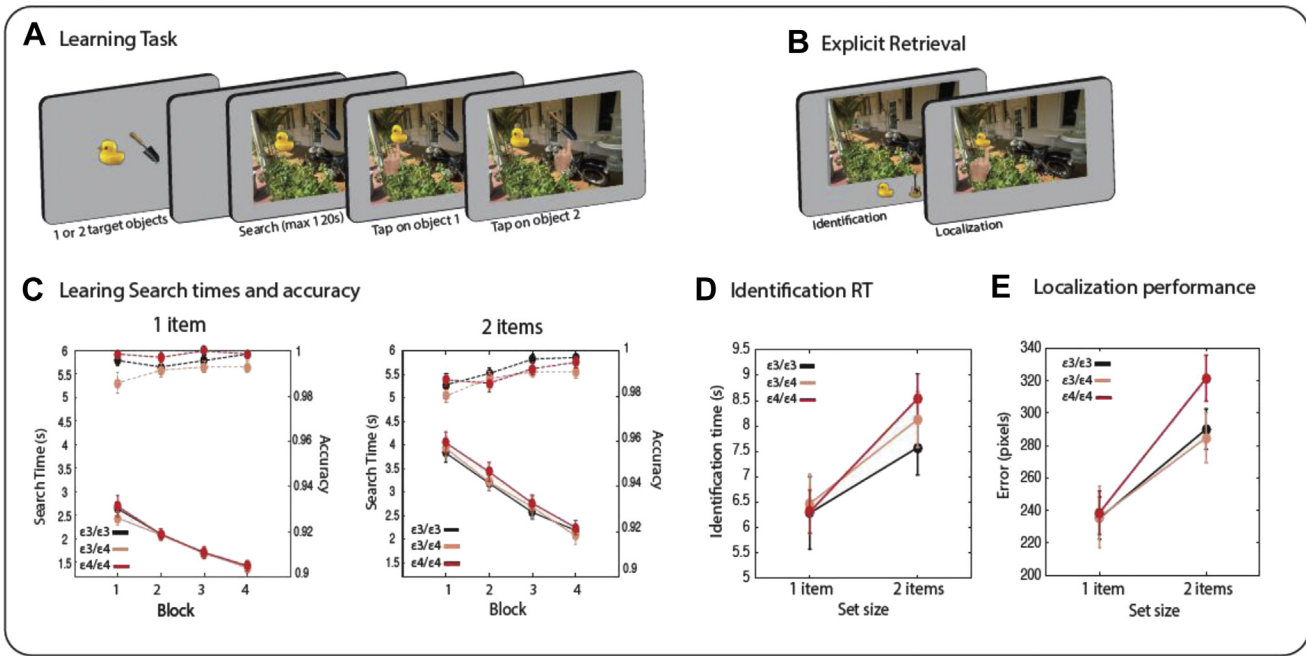 A Learning Task
1 or 2 target objects
Search (max 120s)
Tap on object 1
Tap on object 2
B Explicit Retrieval
Identification
Localization
C Learing Search times and accuracy
1 item
Search Time (s)
6
5.5
5
4.5
4
3.5
3
2.5
2
1.5
1
0.98
0.96
0.94
0.92
0.9
Accuracy
ε3/ε3
ε3/ε4
ε4/ε4
1 2 3 4
Block
2 items
Search Time (s)
6
5.5
5
4.5
4
3.5
3
2.5
2
1.5
1
0.98
0.96
0.94
0.92
0.9
Accuracy
ε3/ε3
ε3/ε4
ε4/ε4
1 2 3 4
Block
D Identification RT
Identification time (s)
9.5
9
8.5
8
7.5
7
6.5
6
5.5
5
ε3/ε3
ε3/ε4
ε4/ε4
1 item 2 items
Set size
E Localization performance
Error (pixels)
340
320
300
280
260
240
220
200
ε3/ε3
ε3/ε4
ε4/ε4
1 item 2 items
Set size